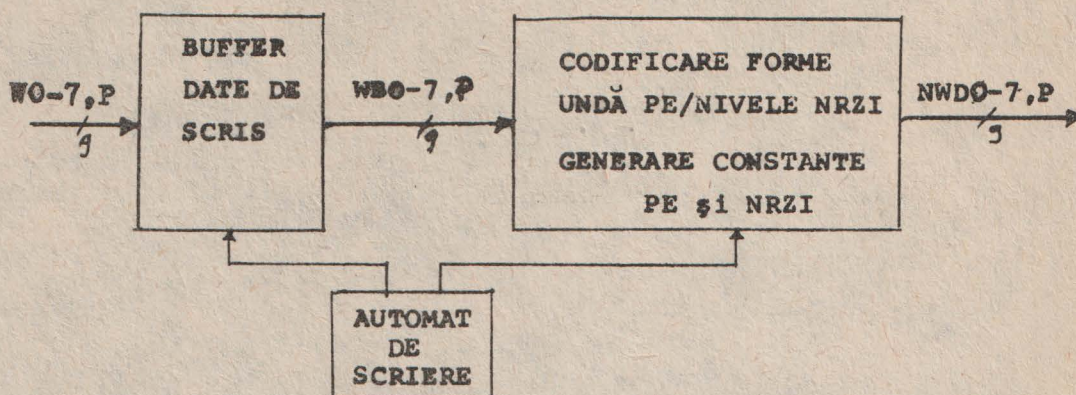 W0-7,P
9
BUFFER
DATE DE
SCRIS
WB0-7,P
9
CODIFICARE FORME
UNDĂ PE/NIVELE NRZI
GENERARE CONSTANTE
PE şi NRZI
NWD0-7,P
9
AUTOMAT
DE
SCRIERE